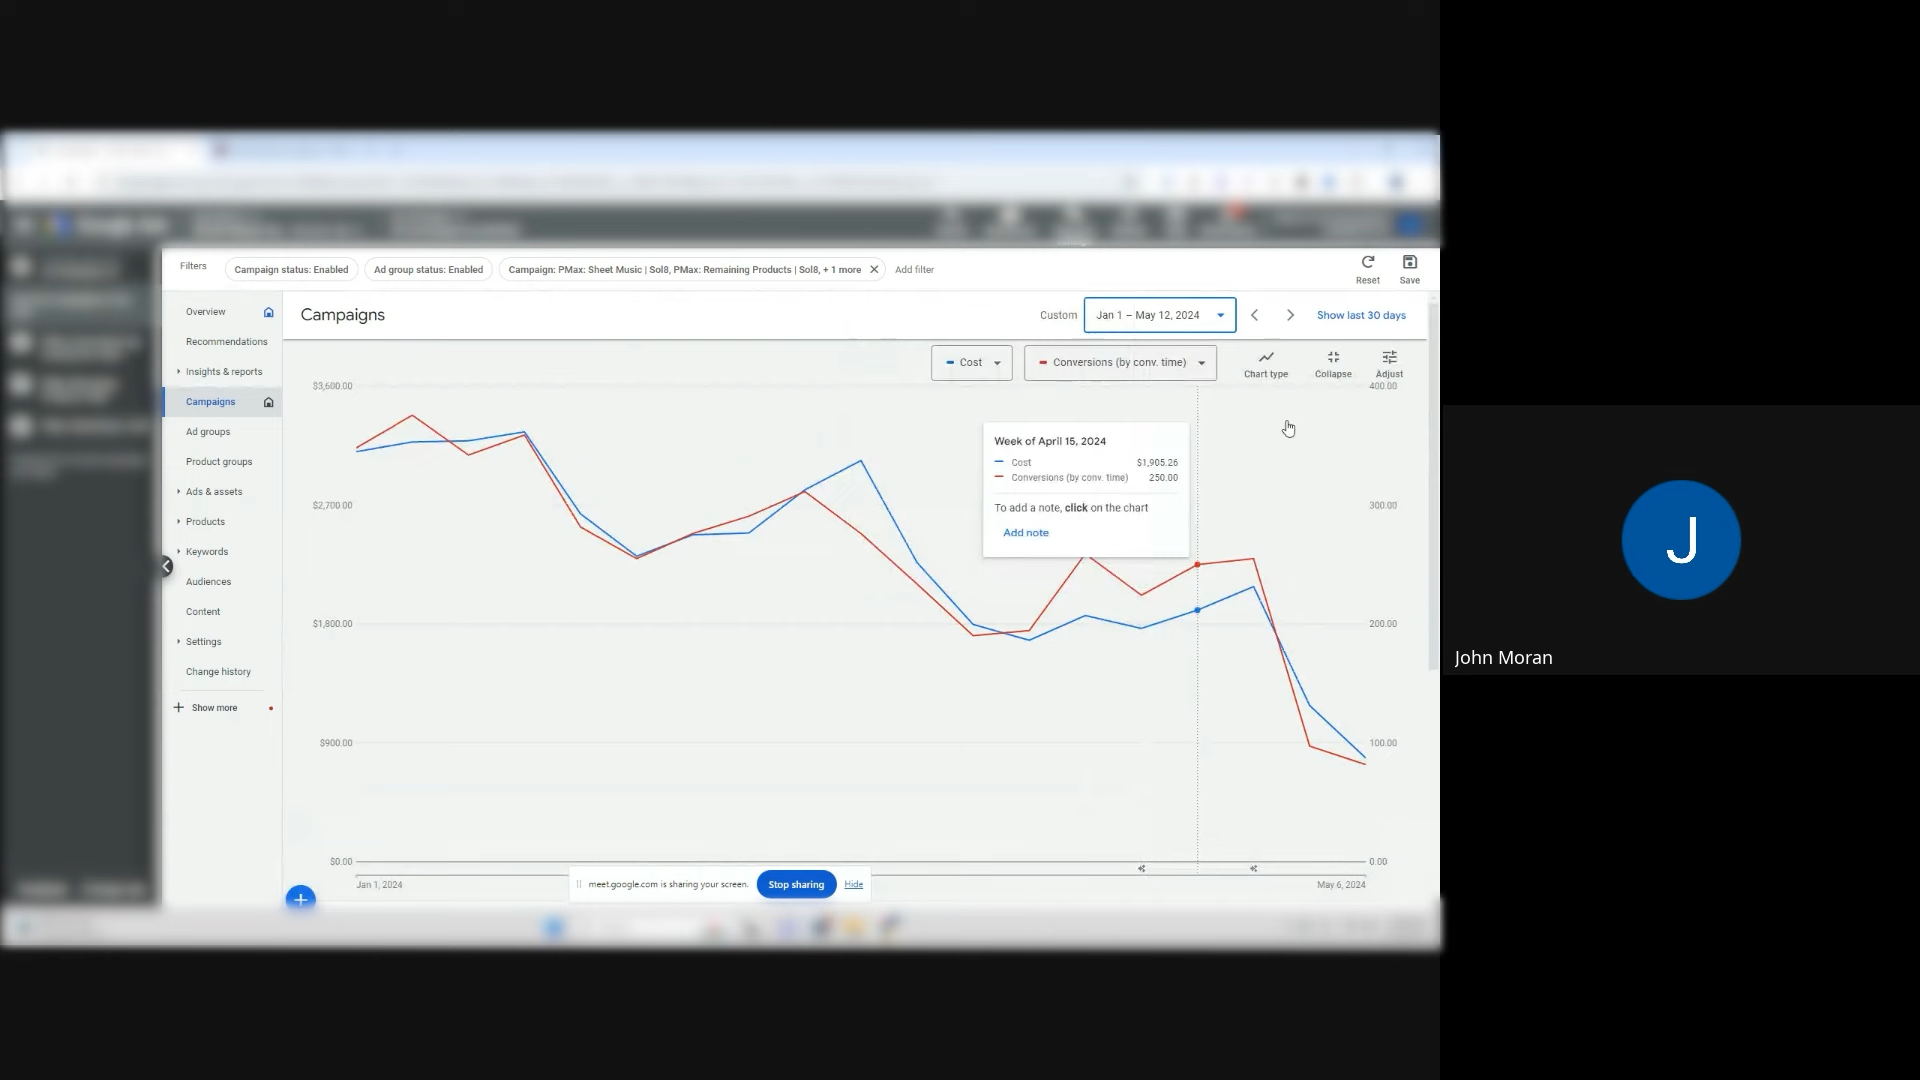 Filters
Campaign status: Enabled
Ad group status: Enabled
Campaign: PMax: Sheet Music | Sol8, PMax: Remaining Products | Sol8, + 1 more
Add filter
Reset
Save
Overview
Recommendations
Insights & reports
Campaigns
Ad groups
Product groups
Ads & assets
Products
Keywords
Audiences
Content
Settings
Change history
Show more
Campaigns
Custom
Jan 1 – May 12, 2024
Show last 30 days
Cost
Conversions (by conv. time)
Chart type
Collapse
Adjust
$3,600.00
400.00
$2,700.00
300.00
$1,800.00
200.00
$900.00
100.00
$0.00
0.00
Week of April 15, 2024
Cost $1,905.26
Conversions (by conv. time) 250.00
To add a note, click on the chart
Add note
Jan 1, 2024
May 6, 2024
meet.google.com is sharing your screen.
Stop sharing
Hide
J
John Moran